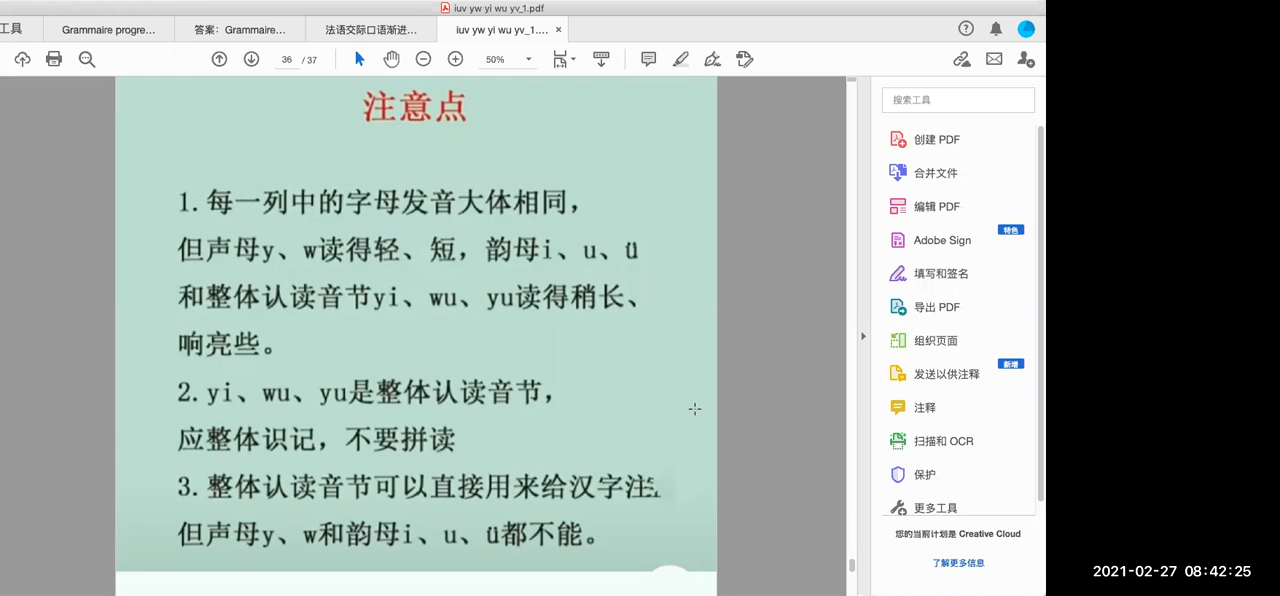 iuv yw yi wu yv_1.pdf
工具
Grammaire progre...
答案：Grammaire...
法语交际口语渐进...
iuv yw yi wu yv_1....
36
/ 37
50%
注意点
1.每一列中的字母发音大体相同，
但声母y、w读得轻、短，韵母i、u、ü
和整体认读音节yi、wu、yu读得稍长、
响亮些。
2.yi、wu、yu是整体认读音节，
应整体识记，不要拼读
3.整体认读音节可以直接用来给汉字注
但声母y、w和韵母i、u、ü都不能。
搜索工具
创建 PDF
合并文件
编辑 PDF
Adobe Sign
特色
填写和签名
导出 PDF
组织页面
发送以供注释
新增
注释
扫描和 OCR
保护
更多工具
您的当前计划是 Creative Cloud
了解更多信息
2021-02-27 08:42:25